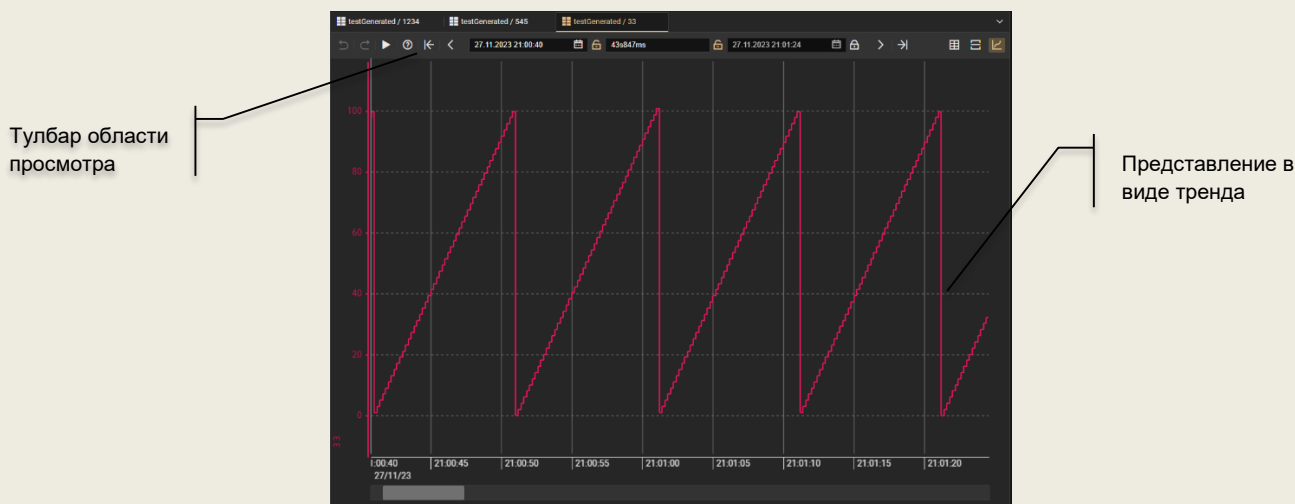 testGenerated / 1234
testGenerated / 545
testGenerated / 33
27.11.2023 21:00:40
43s847ms
27.11.2023 21:01:24
Тулбар области
просмотра
Представление в
виде тренда
100
80
60
40
20
0
33
1:00:40
21:00:45
21:00:50
21:00:55
21:01:00
21:01:05
21:01:10
21:01:15
21:01:20
27/11/23